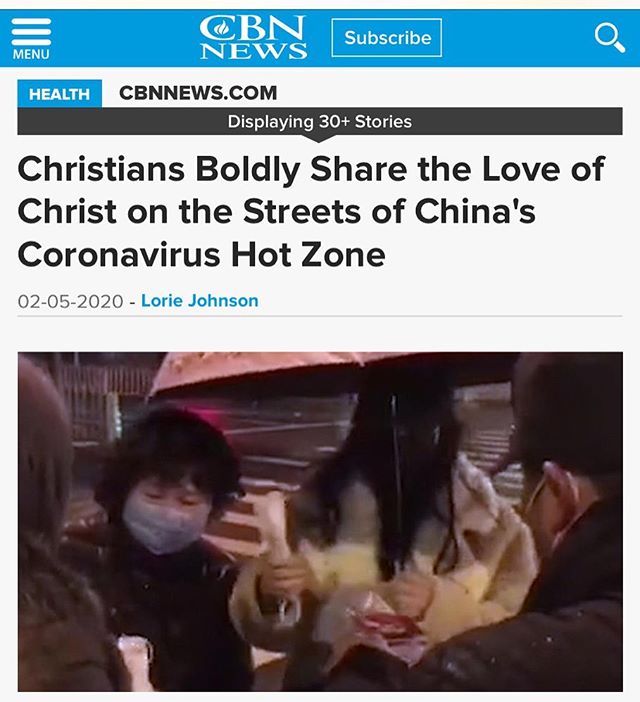 MENU
CBN
NEWS
Subscribe
HEALTH
CBNNEWS.COM
Displaying 30+ Stories
Christians Boldly Share the Love of
Christ on the Streets of China's
Coronavirus Hot Zone
02-05-2020 - Lorie Johnson